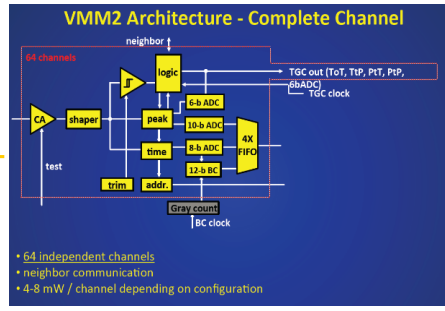 VMM2 Architecture - Complete Channel
neighbor
64 channels
logic
TGC out (ToT, TtP, PtT, PtP,
6bADC)
TGC clock
6-b ADC
CA
shaper
peak
10-b ADC
4X
FIFO
time
8-b ADC
test
12-b BC
trim
addr.
Gray count
BC clock
• 64 independent channels
• neighbor communication
• 4-8 mW / channel depending on configuration